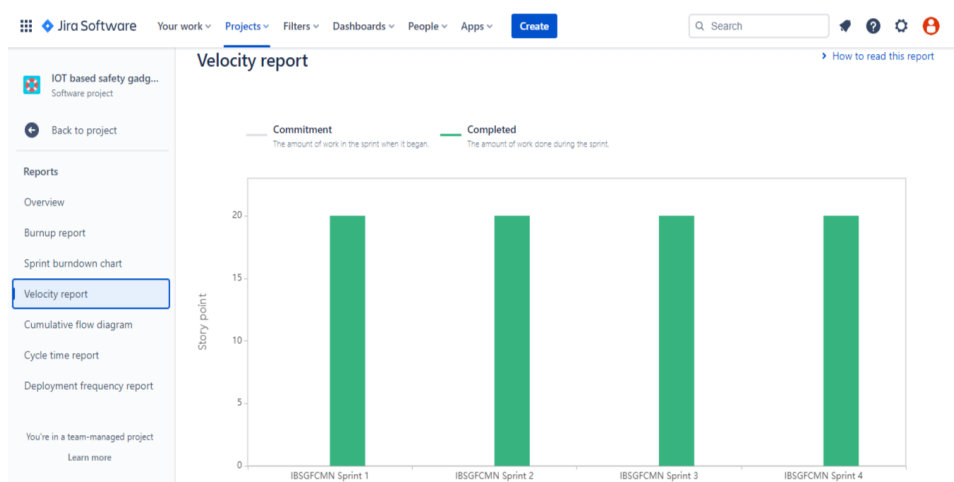 Jira Software Your work Projects Filters Dashboards People Apps Create Search
Velocity report
How to read this report
IOT based safety gadg...
Software project
Back to project
Reports
Overview
Burnup report
Sprint burndown chart
Velocity report
Cumulative flow diagram
Cycle time report
Deployment frequency report
You're in a team-managed project
Learn more
Commitment
The amount of work in the sprint when it began.
Completed
The amount of work done during the sprint.
Story point
20
15
10
5
0
IBSGFCMN Sprint 1 IBSGFCMN Sprint 2 IBSGFCMN Sprint 3 IBSGFCMN Sprint 4